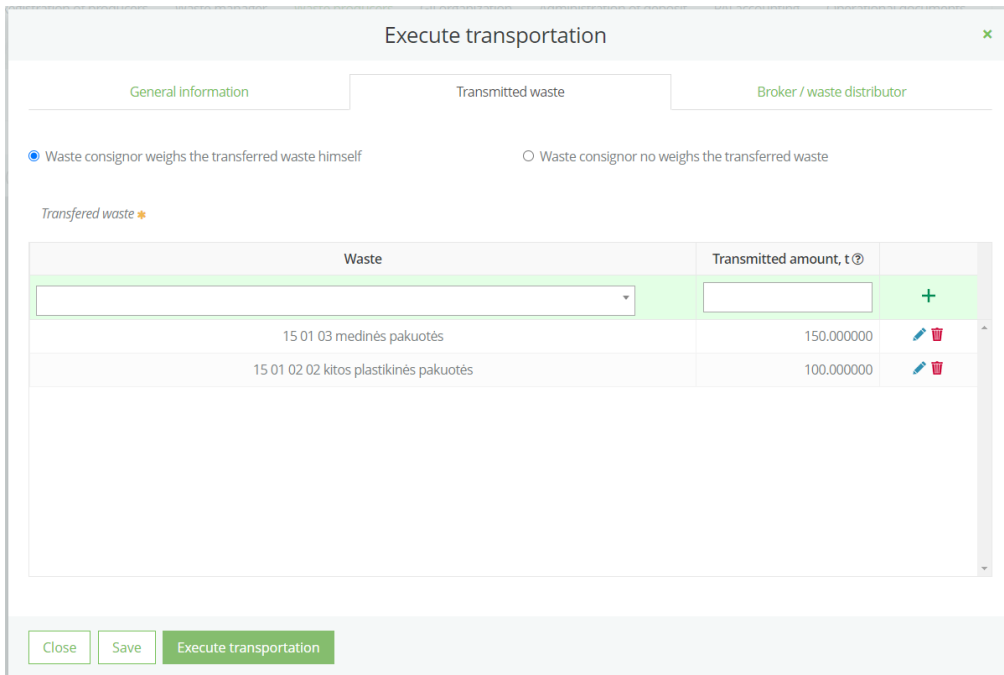 Execute transportation ×
General information Transmitted waste Broker / waste distributor
Waste consignor weighs the transferred waste himself Waste consignor no weighs the transferred waste
Transfered waste ✱
Waste Transmitted amount, t ?
+
15 01 03 medinės pakuotės 150.000000
15 01 02 02 kitos plastikinės pakuotės 100.000000
Close Save Execute transportation